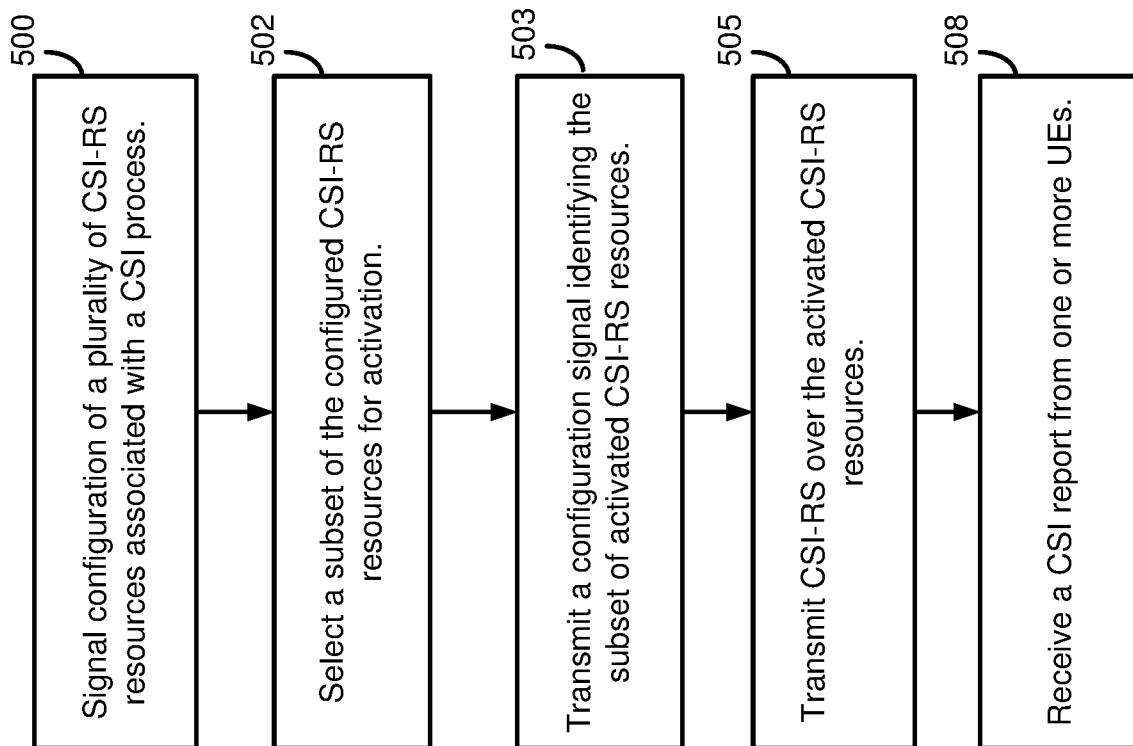 500
Signal configuration of a plurality of CSI-RS
resources associated with a CSI process.
502
Select a subset of the configured CSI-RS
resources for activation.
503
Transmit a configuration signal identifying the
subset of activated CSI-RS resources.
505
Transmit CSI-RS over the activated CSI-RS
resources.
508
Receive a CSI report from one or more UEs.